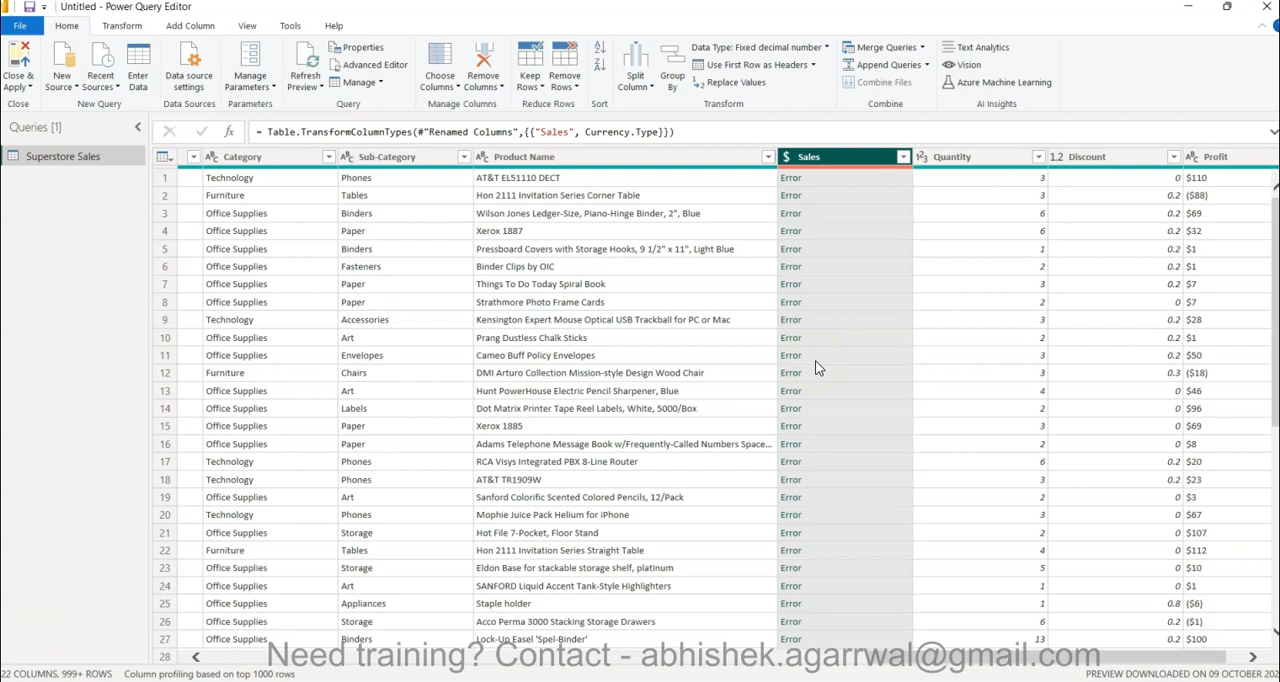 Untitled - Power Query Editor
File Home Transform Add Column View Tools Help
Close & Apply New Source Recent Sources Enter Data Data source settings Manage Parameters Refresh Preview Properties Advanced Editor Manage Choose Columns Remove Columns Keep Rows Remove Rows Split Column Group By Data Type: Fixed decimal number Use First Row as Headers Replace Values Merge Queries Append Queries Combine Files Text Analytics Vision Azure Machine Learning
Close New Query Data Sources Parameters Query Manage Columns Reduce Rows Sort Transform Combine AI Insights
Queries [1] fx = Table.TransformColumnTypes(#"Renamed Columns",{{"Sales", Currency.Type}})
Superstore Sales ABC Category ABC Sub-Category ABC Product Name $ Sales 123 Quantity 1.2 Discount ABC Profit
1 Technology Phones AT&T EL51110 DECT Error 3 0 $110
2 Furniture Tables Hon 2111 Invitation Series Corner Table Error 3 0.2 ($88)
3 Office Supplies Binders Wilson Jones Ledger-Size, Piano-Hinge Binder, 2", Blue Error 6 0.2 $69
4 Office Supplies Paper Xerox 1887 Error 6 0.2 $32
5 Office Supplies Binders Pressboard Covers with Storage Hooks, 9 1/2" x 11", Light Blue Error 1 0.2 $1
6 Office Supplies Fasteners Binder Clips by OIC Error 2 0.2 $1
7 Office Supplies Paper Things To Do Today Spiral Book Error 3 0.2 $7
8 Office Supplies Paper Strathmore Photo Frame Cards Error 2 0 $7
9 Technology Accessories Kensington Expert Mouse Optical USB Trackball for PC or Mac Error 3 0.2 $28
10 Office Supplies Art Prang Dustless Chalk Sticks Error 2 0.2 $1
11 Office Supplies Envelopes Cameo Buff Policy Envelopes Error 3 0.2 $50
12 Furniture Chairs DMI Arturo Collection Mission-style Design Wood Chair Error 3 0.3 ($18)
13 Office Supplies Art Hunt PowerHouse Electric Pencil Sharpener, Blue Error 4 0 $46
14 Office Supplies Labels Dot Matrix Printer Tape Reel Labels, White, 5000/Box Error 2 0 $96
15 Office Supplies Paper Xerox 1885 Error 3 0 $69
16 Office Supplies Paper Adams Telephone Message Book w/Frequently-Called Numbers Space... Error 2 0 $8
17 Technology Phones RCA Visys Integrated PBX 8-Line Router Error 6 0.2 $20
18 Technology Phones AT&T TR1909W Error 3 0.2 $23
19 Office Supplies Art Sanford Colorific Scented Colored Pencils, 12/Pack Error 2 0 $3
20 Technology Phones Mophie Juice Pack Helium for iPhone Error 3 0 $67
21 Office Supplies Storage Hot File 7-Pocket, Floor Stand Error 2 0 $107
22 Furniture Tables Hon 2111 Invitation Series Straight Table Error 4 0 $112
23 Office Supplies Storage Eldon Base for stackable storage shelf, platinum Error 5 0 $10
24 Office Supplies Art SANFORD Liquid Accent Tank-Style Highlighters Error 1 0 $1
25 Office Supplies Appliances Staple holder Error 1 0.8 ($6)
26 Office Supplies Storage Acco Perma 3000 Stacking Storage Drawers Error 6 0.2 ($1)
27 Office Supplies Binders Lock-Up Easel 'Spel-Binder' Error 13 0.2 $100
28
Need training? Contact - abhishek.agarrwal@gmail.com
22 COLUMNS, 999+ ROWS Column profiling based on top 1000 rows PREVIEW DOWNLOADED ON 09 OCTOBER 202